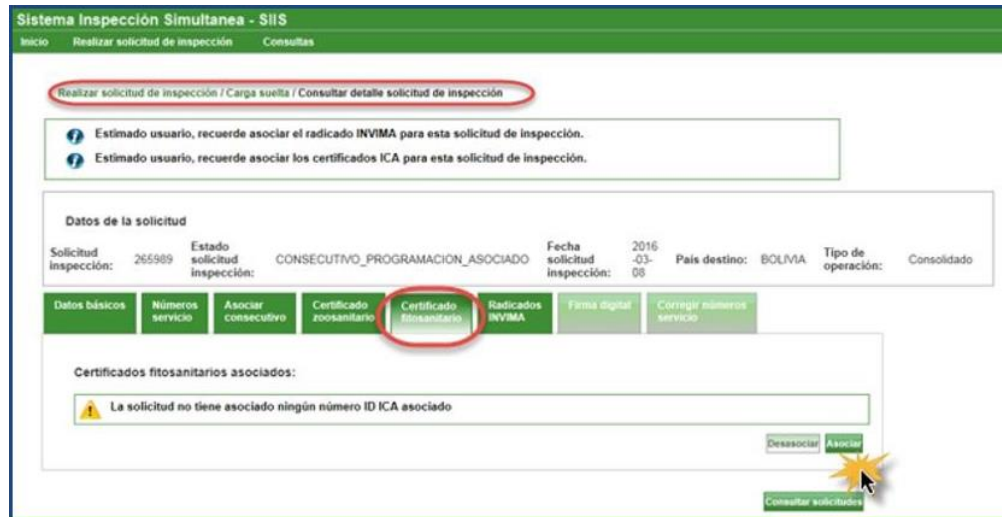 Sistema Inspección Simultanea - SIIS
Inicio Realizar solicitud de inspección Consultas
Realizar solicitud de inspección / Carga suelta / Consultar detalle solicitud de inspección
Estimado usuario, recuerde asociar el radicado INVIMA para esta solicitud de inspección.
Estimado usuario, recuerde asociar los certificados ICA para esta solicitud de inspección.
Datos de la solicitud
Solicitud inspección: 265989 Estado solicitud inspección: CONSECUTIVO_PROGRAMACION_ASOCIADO Fecha solicitud inspección: 2016-03-08 País destino: BOLIVIA Tipo de operación: Consolidado
Datos básicos Números servicio Asociar consecutivo Certificado zoosanitario Certificado fitosanitario Radicados INVIMA Firma digital Corregir números servicio
Certificados fitosanitarios asociados:
La solicitud no tiene asociado ningún número ID ICA asociado
Desasociar Asociar
Consultar solicitudes